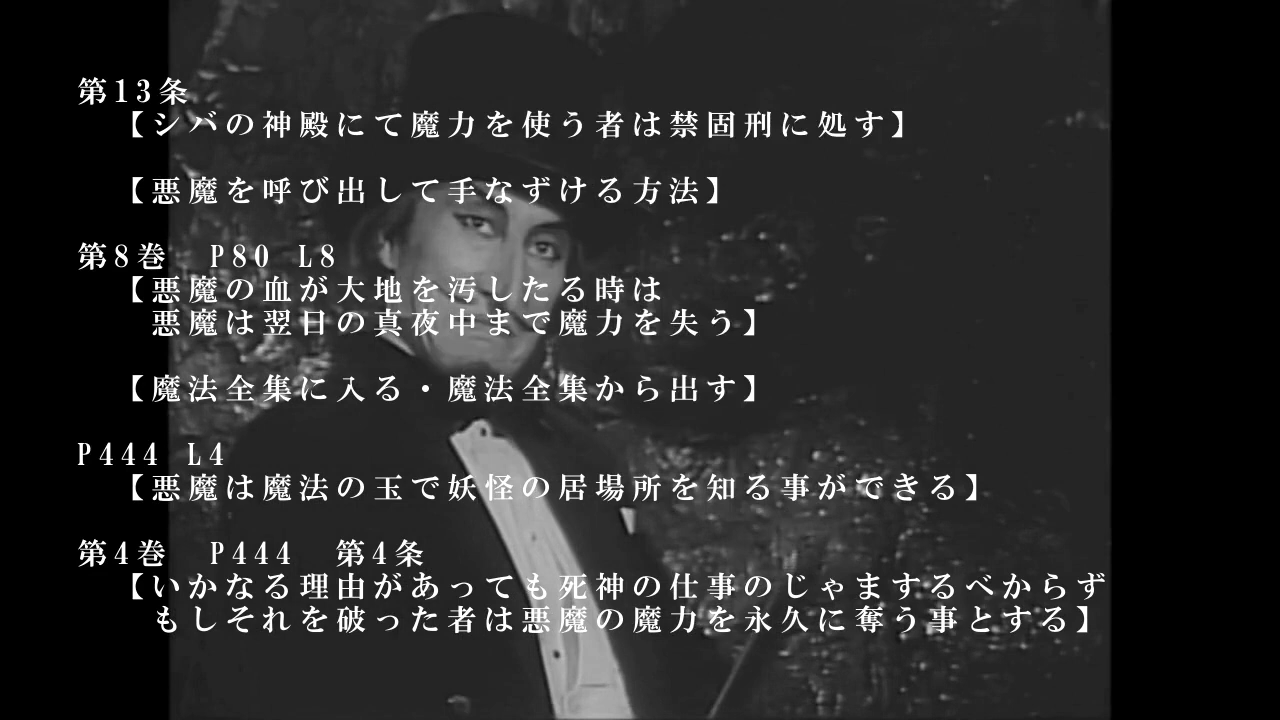 第13条
【シバの神殿にて魔力を使う者は禁固刑に処す】
【悪魔を呼び出して手なずける方法】
第8巻 P80 L8
【悪魔の血が大地を汚したる時は
悪魔は翌日の真夜中まで魔力を失う】
【魔法全集に入る・魔法全集から出す】
P444 L4
【悪魔は魔法の玉で妖怪の居場所を知る事ができる】
第4巻 P444 第4条
【いかなる理由があっても死神の仕事のじゃまするべからず
もしそれを破った者は悪魔の魔力を永久に奪う事とする】